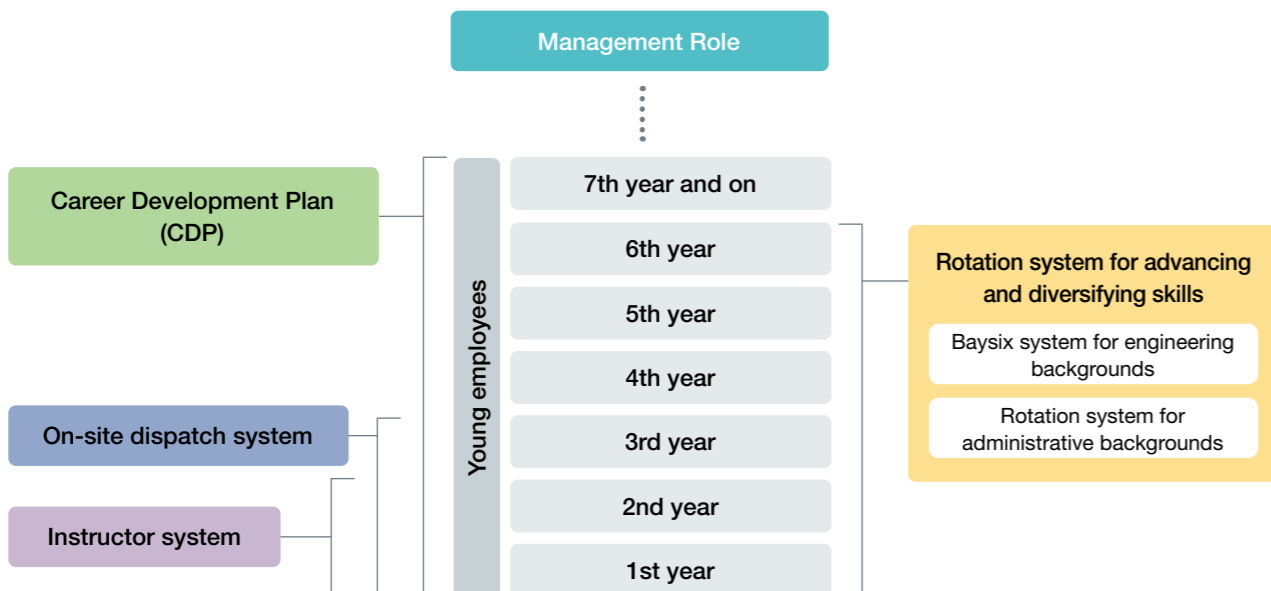 Management Role
Career Development Plan
(CDP)
Young employees
7th year and on
6th year
5th year
4th year
3rd year
2nd year
1st year
Rotation system for advancing
and diversifying skills
Baysix system for engineering
backgrounds
Rotation system for
administrative backgrounds
On-site dispatch system
Instructor system